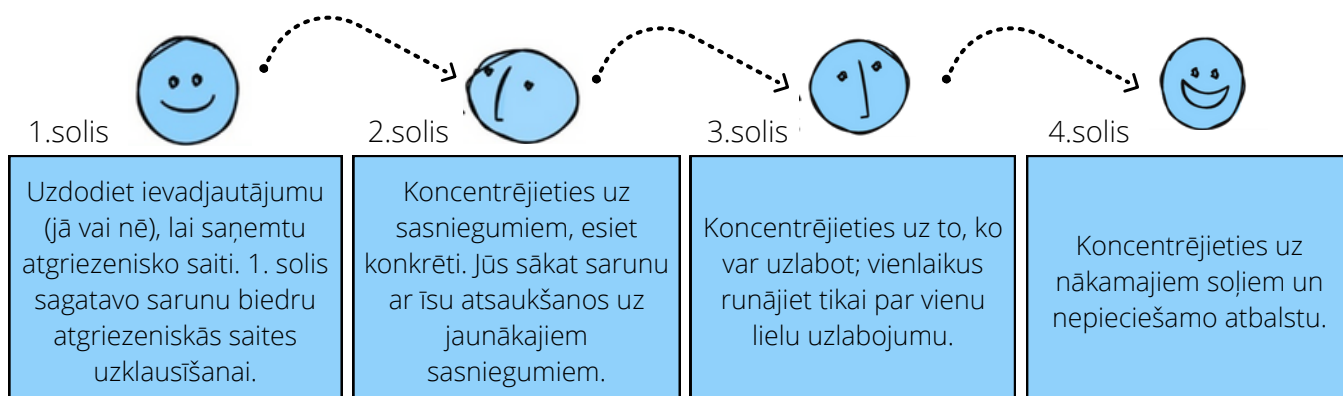 1.solis
Uzdodiet ievadjautājumu
(jā vai nē), lai saņemtu
atgriezenisko saiti. 1. solis
sagatavo sarunu biedru
atgriezeniskās saites
uzklausīšanai.
2.solis
Koncentrējieties uz
sasniegumiem, esiet
konkrēti. Jūs sākat sarunu
ar īsu atsaukšanos uz
jaunākajiem
sasniegumiem.
3.solis
Koncentrējieties uz to, ko
var uzlabot; vienlaikus
runājiet tikai par vienu
lielu uzlabojumu.
4.solis
Koncentrējieties uz
nākamajiem soļiem un
nepieciešamo atbalstu.